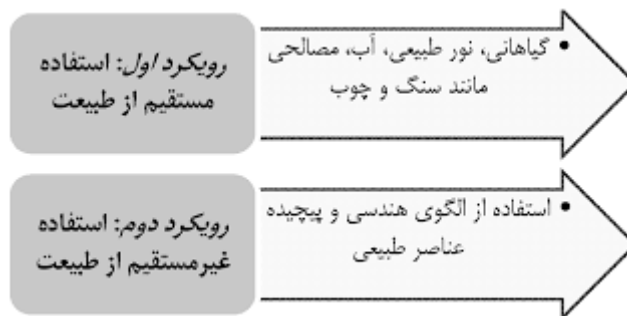 رویکرد اول: استفاده
مستقیم از طبیعت
• گیاهانی، نور طبیعی، آب، مصالحی
مانند سنگ و چوب
رویکرد دوم: استفاده
غیرمستقیم از طبیعت
• استفاده از الگوی هندسی و پیچیده
عناصر طبیعی